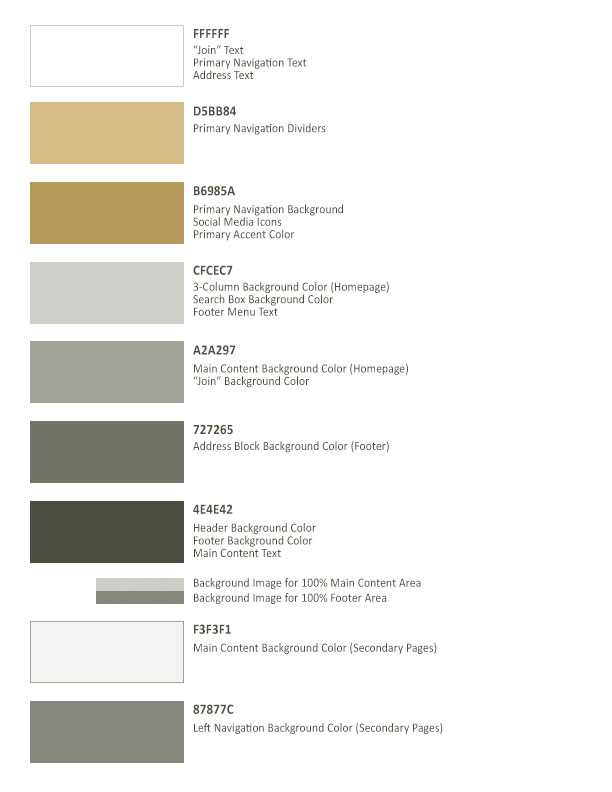 FFFFFF
“Join” Text
Primary Navigation Text
Address Text
D5BB84
Primary Navigation Dividers
B6985A
Primary Navigation Background
Social Media Icons
Primary Accent Color
CFCEC7
3-Column Background Color (Homepage)
Search Box Background Color
Footer Menu Text
A2A297
Main Content Background Color (Homepage)
“Join” Background Color
727265
Address Block Background Color (Footer)
4E4E42
Header Background Color
Footer Background Color
Main Content Text
Background Image for 100% Main Content Area
Background Image for 100% Footer Area
F3F3F1
Main Content Background Color (Secondary Pages)
87877C
Left Navigation Background Color (Secondary Pages)